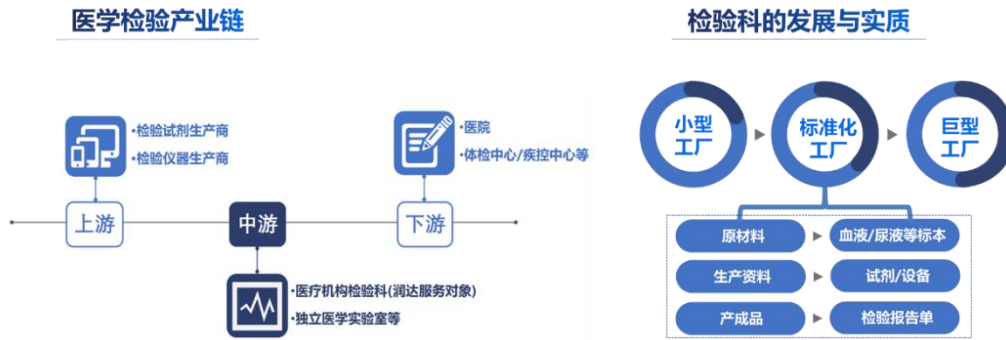 医学检验产业链
·检验试剂生产商
·检验仪器生产商
·医院
·体检中心/疾控中心等
上游
中游
下游
·医疗机构检验科(润达服务对象)
·独立医学实验室等
检验科的发展与实质
小型
工厂
标准化
工厂
巨型
工厂
原材料
血液/尿液等标本
生产资料
试剂/设备
产成品
检验报告单